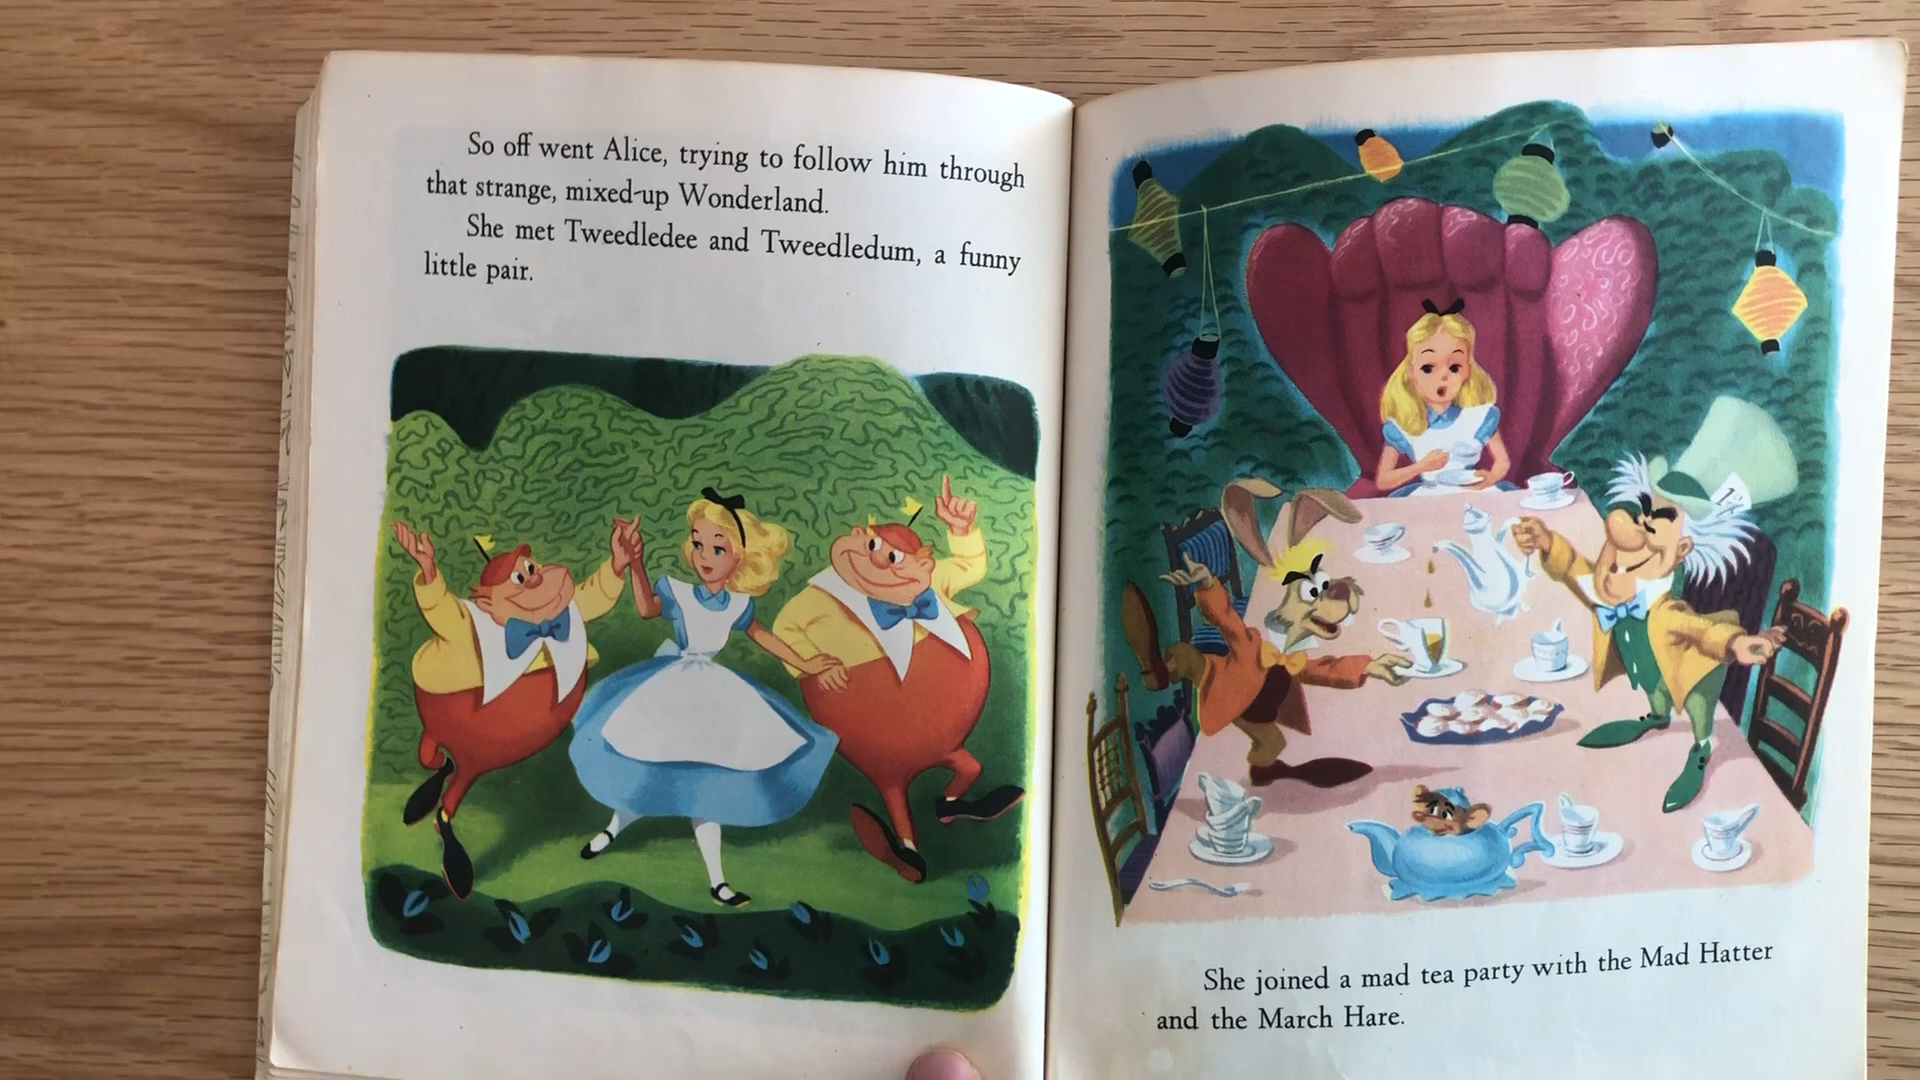 So off went Alice, trying to follow him through
that strange, mixed-up Wonderland.
She met Tweedledee and Tweedledum, a funny
little pair.
She joined a mad tea party with the Mad Hatter
and the March Hare.